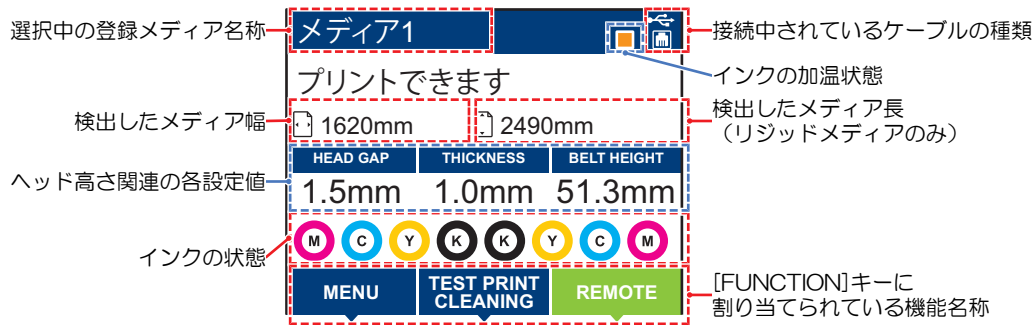 選択中の登録メディア名称
メディア1
接続中されているケーブルの種類
インクの加温状態
プリントできます
検出したメディア幅
1620mm
2490mm
検出したメディア長
（リジッドメディアのみ）
HEAD GAP
THICKNESS
BELT HEIGHT
ヘッド高さ関連の各設定値
1.5mm
1.0mm
51.3mm
M C Y K K Y C M
インクの状態
MENU
TEST PRINT
CLEANING
REMOTE
[FUNCTION]キーに
割り当てられている機能名称